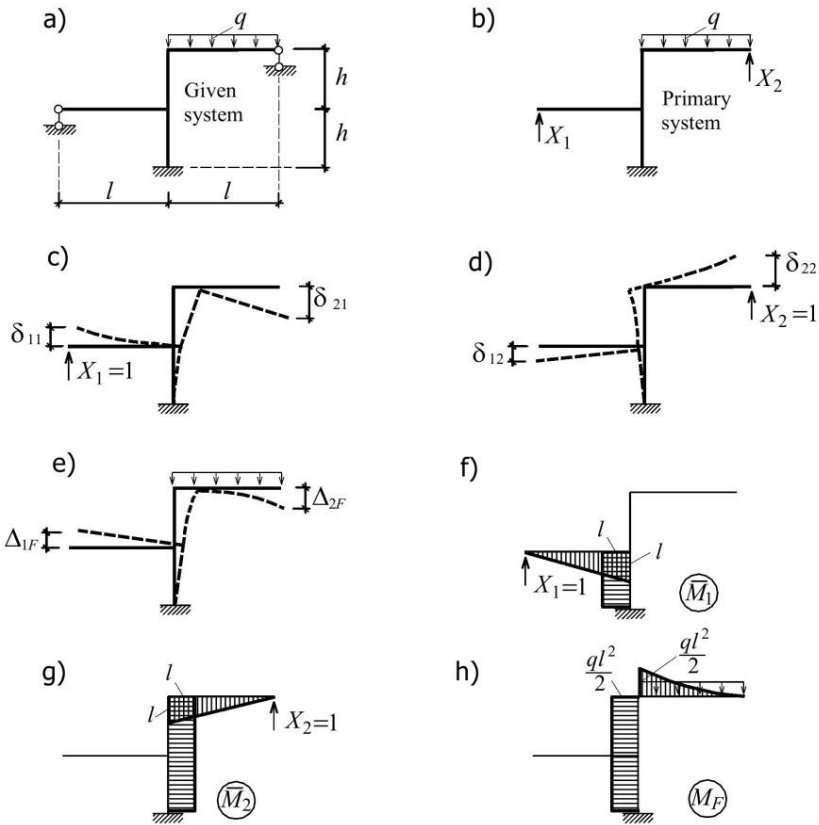 a)
q
Given
system
h
h
l
l
b)
q
Primary
system
X₁
X₂
c)
δ₁₁
δ₂₁
X₁=1
d)
δ₂₂
δ₁₂
X₂=1
e)
Δ₁F
Δ₂F
f)
l
l
X₁=1
M̅₁
g)
l
l
X₂=1
M̅₂
h)
ql²/2
ql²/2
M_F